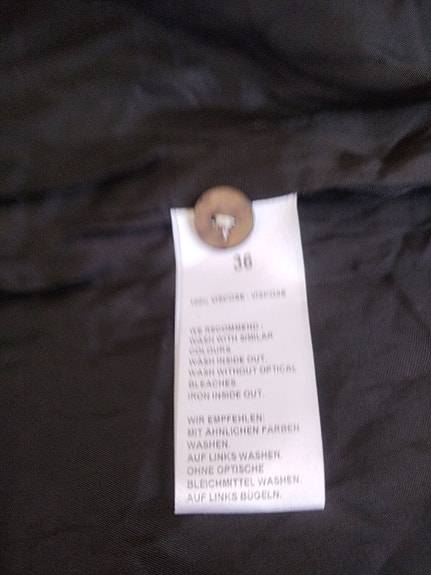 36
100% VISCOSE - VISKOSE
WE RECOMMEND:
WASH WITH SIMILAR
COLOURS.
WASH INSIDE OUT.
WASH WITHOUT OPTICAL
BLEACHES.
IRON INSIDE OUT.
WIR EMPFEHLEN:
MIT ÄHNLICHEN FARBEN
WASHEN.
AUF LINKS WASHEN.
OHNE OPTISCHE
BLEICHMITTEL WASHEN.
AUF LINKS BÜGELN.